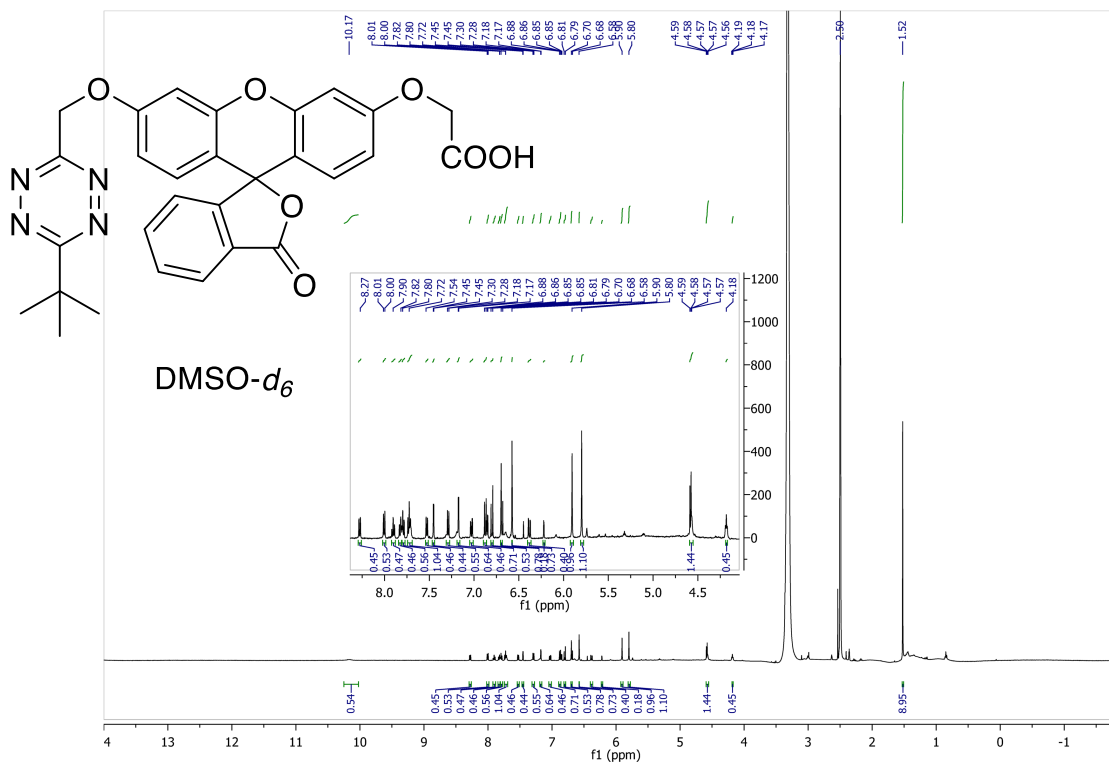 10.17 8.01 8.00 7.82 7.80 7.72 7.45 7.45 7.30 7.28 7.18 7.17 6.88 6.86 6.85 6.85 6.81 6.79 6.70 6.68 6.58 5.90 5.80 4.59 4.58 4.57 4.57 4.56 4.19 4.18 4.17 2.50 1.52
O O O
COOH
N N
N N
O
O
DMSO-d6
8.27 8.01 8.00 7.90 7.82 7.80 7.72 7.54 7.45 7.45 7.30 7.28 7.18 7.17 6.88 6.86 6.85 6.85 6.81 6.79 6.70 6.68 6.58 5.90 5.80 4.59 4.58 4.57 4.57 4.18
1200
1000
800
600
400
200
0
0.45 0.53 0.47 0.46 0.56 1.04 0.46 0.44 0.55 0.64 0.46 0.71 0.53 0.78 0.73 0.40 0.96 1.10 1.44 0.45
8.0 7.5 7.0 6.5 6.0 5.5 5.0 4.5
f1 (ppm)
0.54 0.45 0.53 0.47 0.46 0.56 1.04 0.46 0.44 0.55 0.64 0.46 0.71 0.53 0.78 0.73 0.40 0.18 0.96 1.10 1.44 0.45 8.95
4 13 12 11 10 9 8 7 6 5 4 3 2 1 0 -1
f1 (ppm)